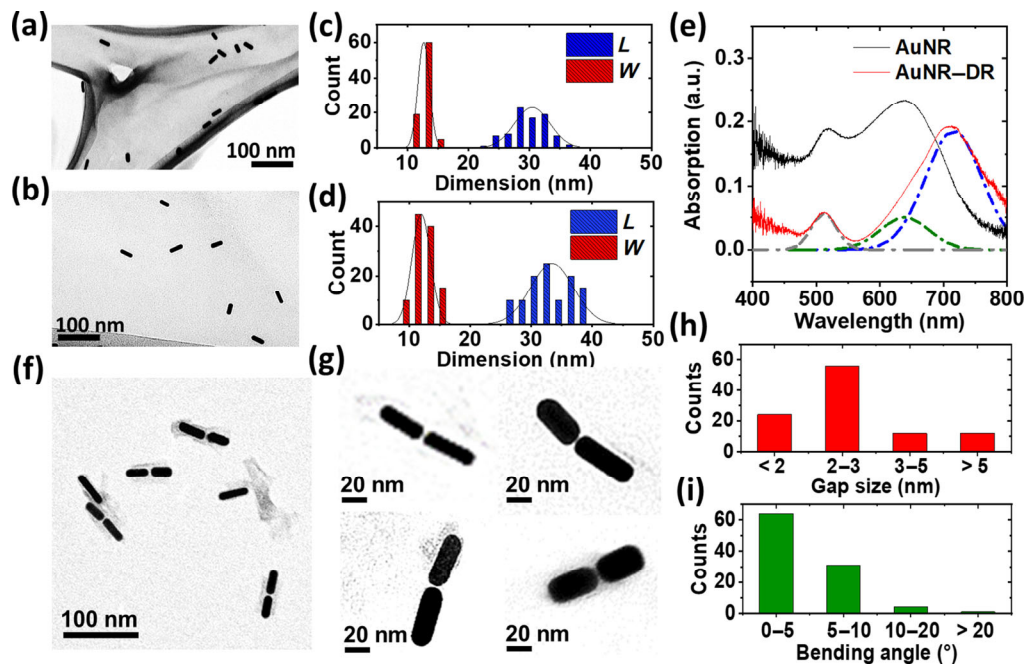 (a)
100 nm
(b)
100 nm
(c)
60
40
20
0
Count
L
W
0 10 20 30 40 50
Dimension (nm)
(d)
40
20
0
Count
L
W
0 10 20 30 40 50
Dimension (nm)
(e)
0.3
0.2
0.1
0.0
Absorption (a.u.)
AuNR
AuNR–DR
400 500 600 700 800
Wavelength (nm)
(f)
100 nm
(g)
20 nm
20 nm
20 nm
20 nm
(h)
60
40
20
0
Counts
< 2 2–3 3–5 > 5
Gap size (nm)
(i)
60
40
20
0
Counts
0–5 5–10 10–20 > 20
Bending angle (°)